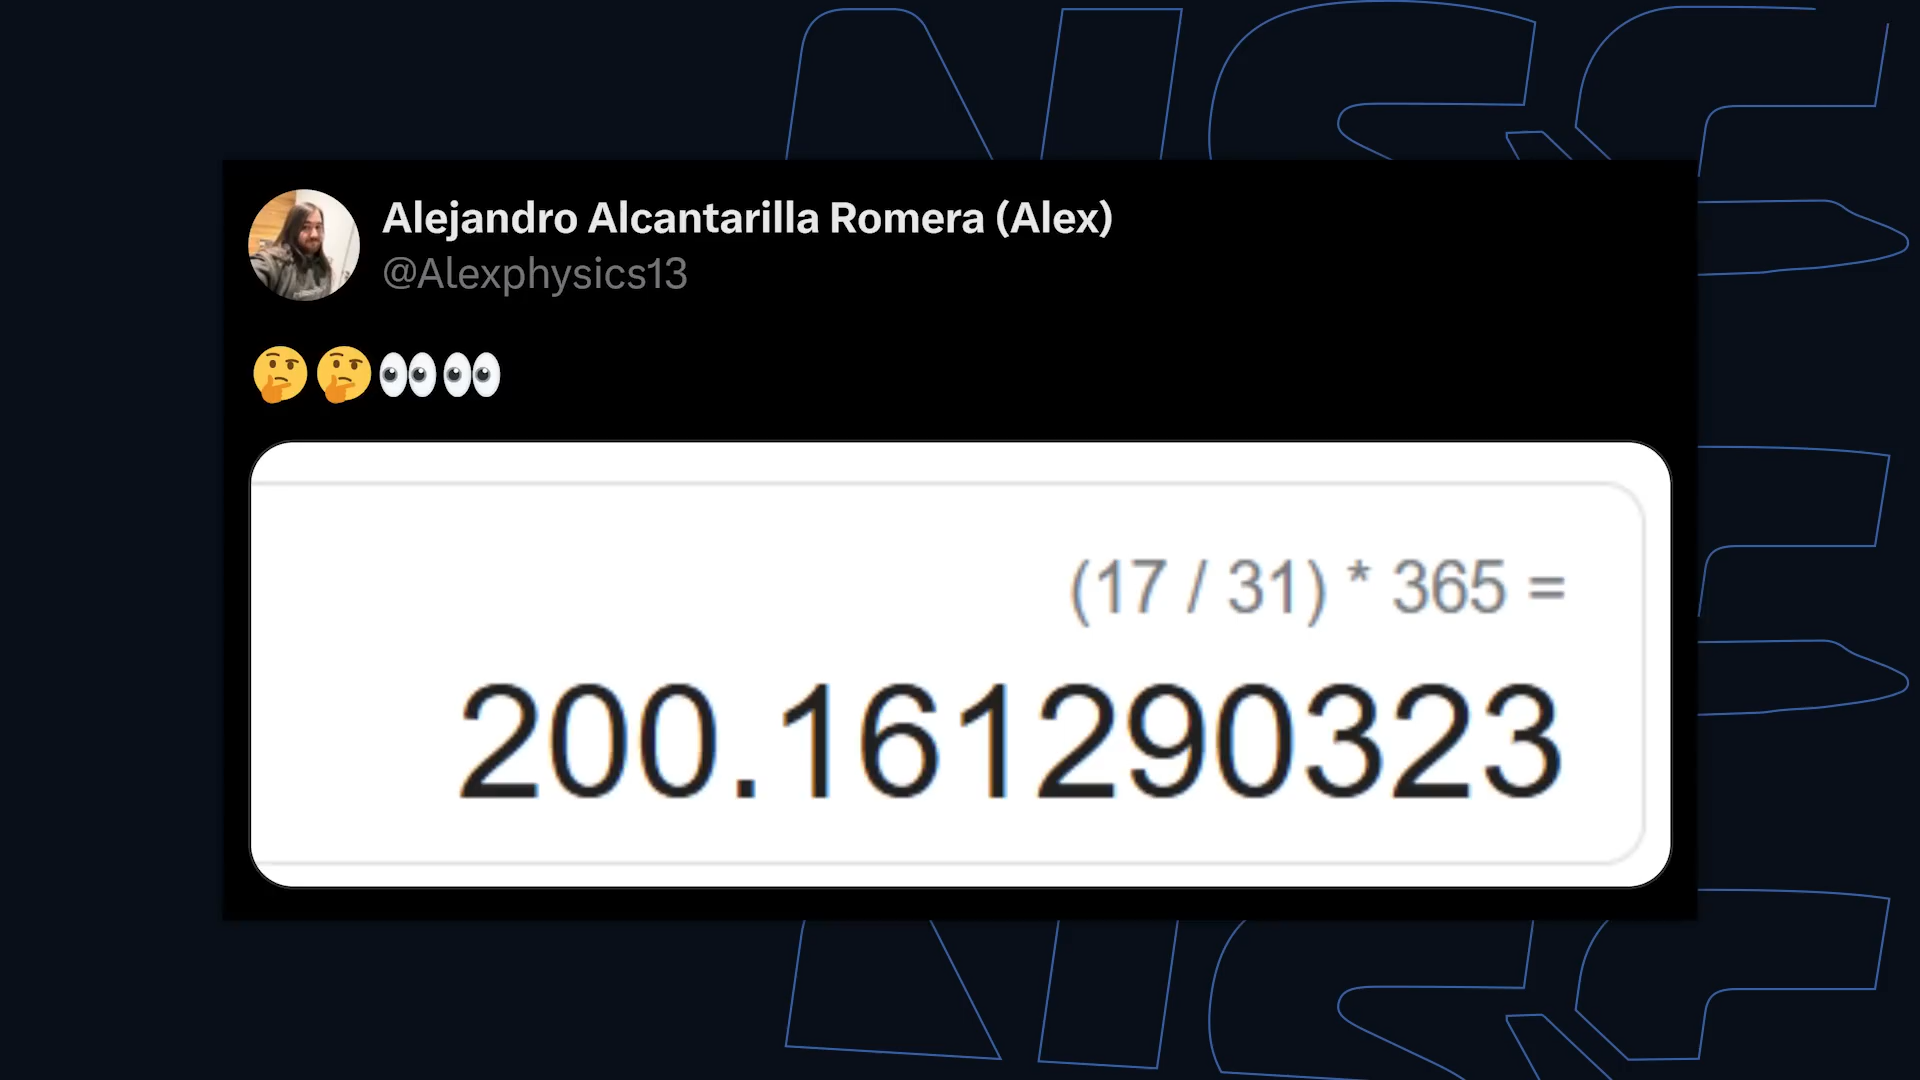 Alejandro Alcantarilla Romera (Alex)
@Alexphysics13
🤔🤔👀👀
(17 / 31) * 365 =
200.161290323